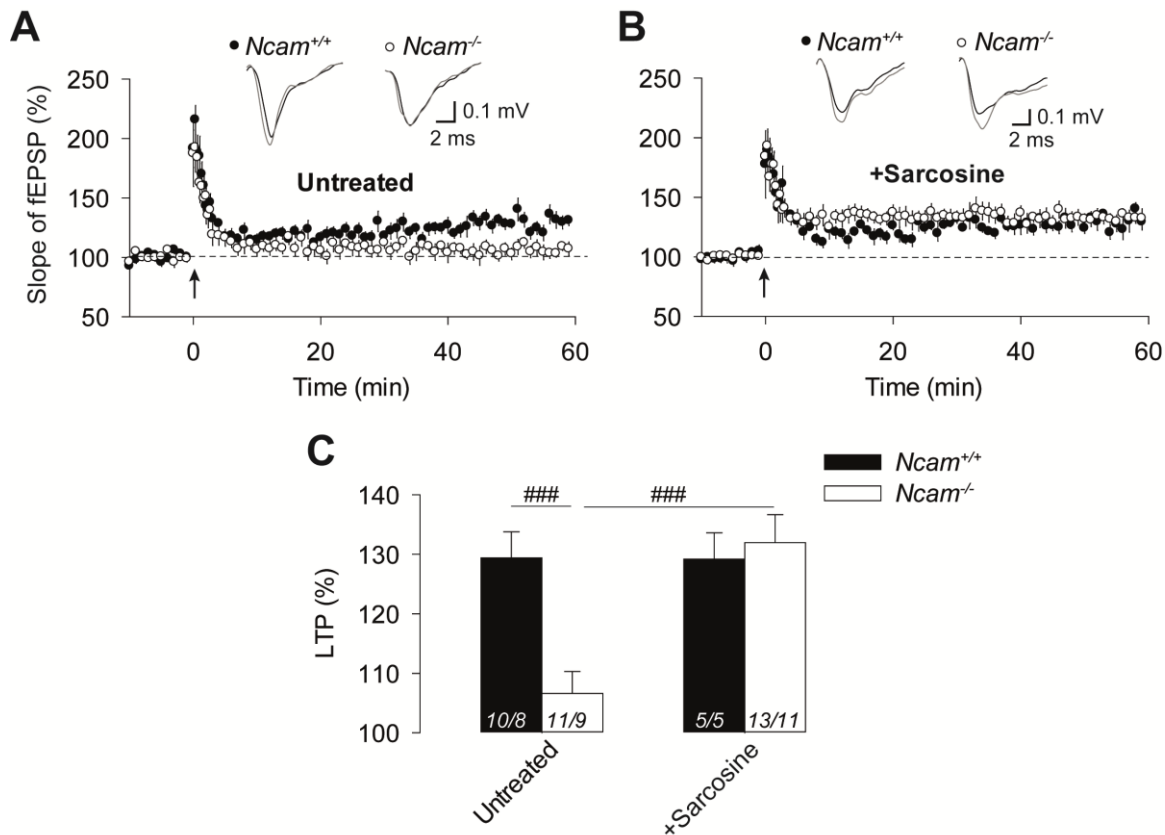 A
● Ncam+/+
○ Ncam-/-
250
200
150
100
50
Slope of fEPSP (%)
0.1 mV
2 ms
Untreated
0
20
40
60
Time (min)
B
● Ncam+/+
○ Ncam-/-
250
200
150
100
50
0.1 mV
2 ms
+Sarcosine
0
20
40
60
Time (min)
C
Ncam+/+
Ncam-/-
140
130
120
110
100
LTP (%)
###
###
10/8
11/9
5/5
13/11
Untreated
+Sarcosine